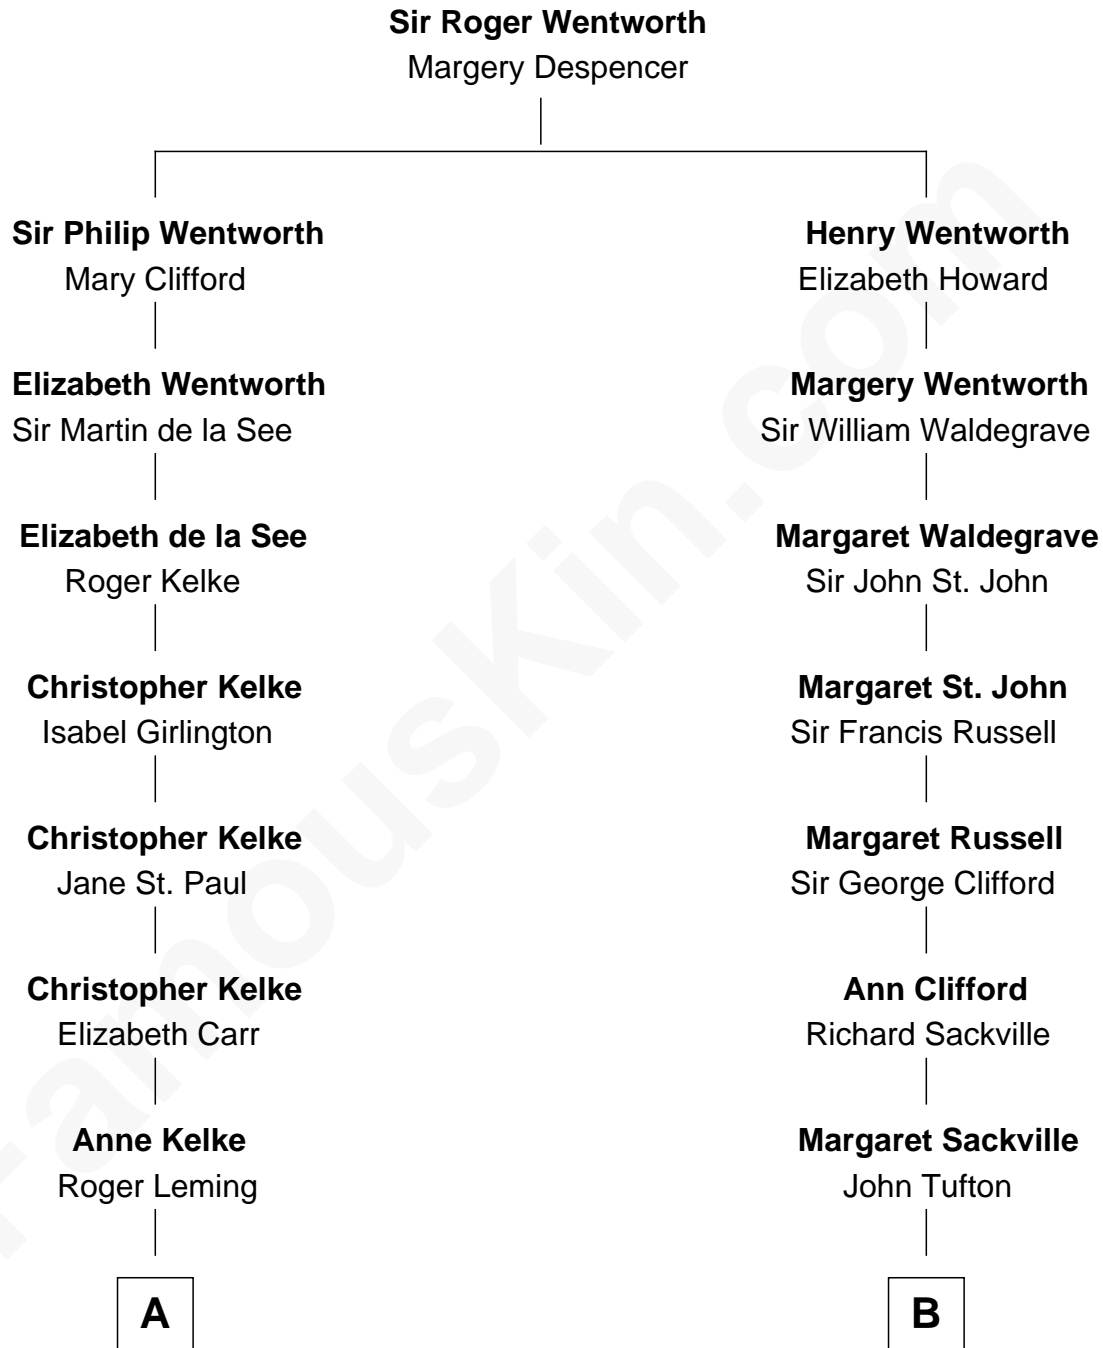 Sir Roger Wentworth
Margery Despencer
Sir Philip Wentworth
Mary Clifford
Henry Wentworth
Elizabeth Howard
Elizabeth Wentworth
Sir Martin de la See
Margery Wentworth
Sir William Waldegrave
Elizabeth de la See
Roger Kelke
Margaret Waldegrave
Sir John St. John
Christopher Kelke
Isabel Girlington
Margaret St. John
Sir Francis Russell
Christopher Kelke
Jane St. Paul
Margaret Russell
Sir George Clifford
Christopher Kelke
Elizabeth Carr
Ann Clifford
Richard Sackville
Anne Kelke
Roger Leming
Margaret Sackville
John Tufton
A
B
FamousKin.com